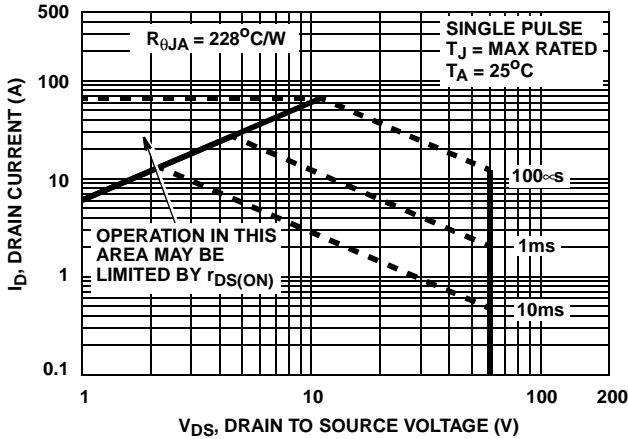 500
100
10
1
0.1
I_D, DRAIN CURRENT (A)
RθJA = 228°C/W
SINGLE PULSE
TJ = MAX RATED
TA = 25°C
100∝s
1ms
10ms
OPERATION IN THIS
AREA MAY BE
LIMITED BY rDS(ON)
1
10
100
200
VDS, DRAIN TO SOURCE VOLTAGE (V)